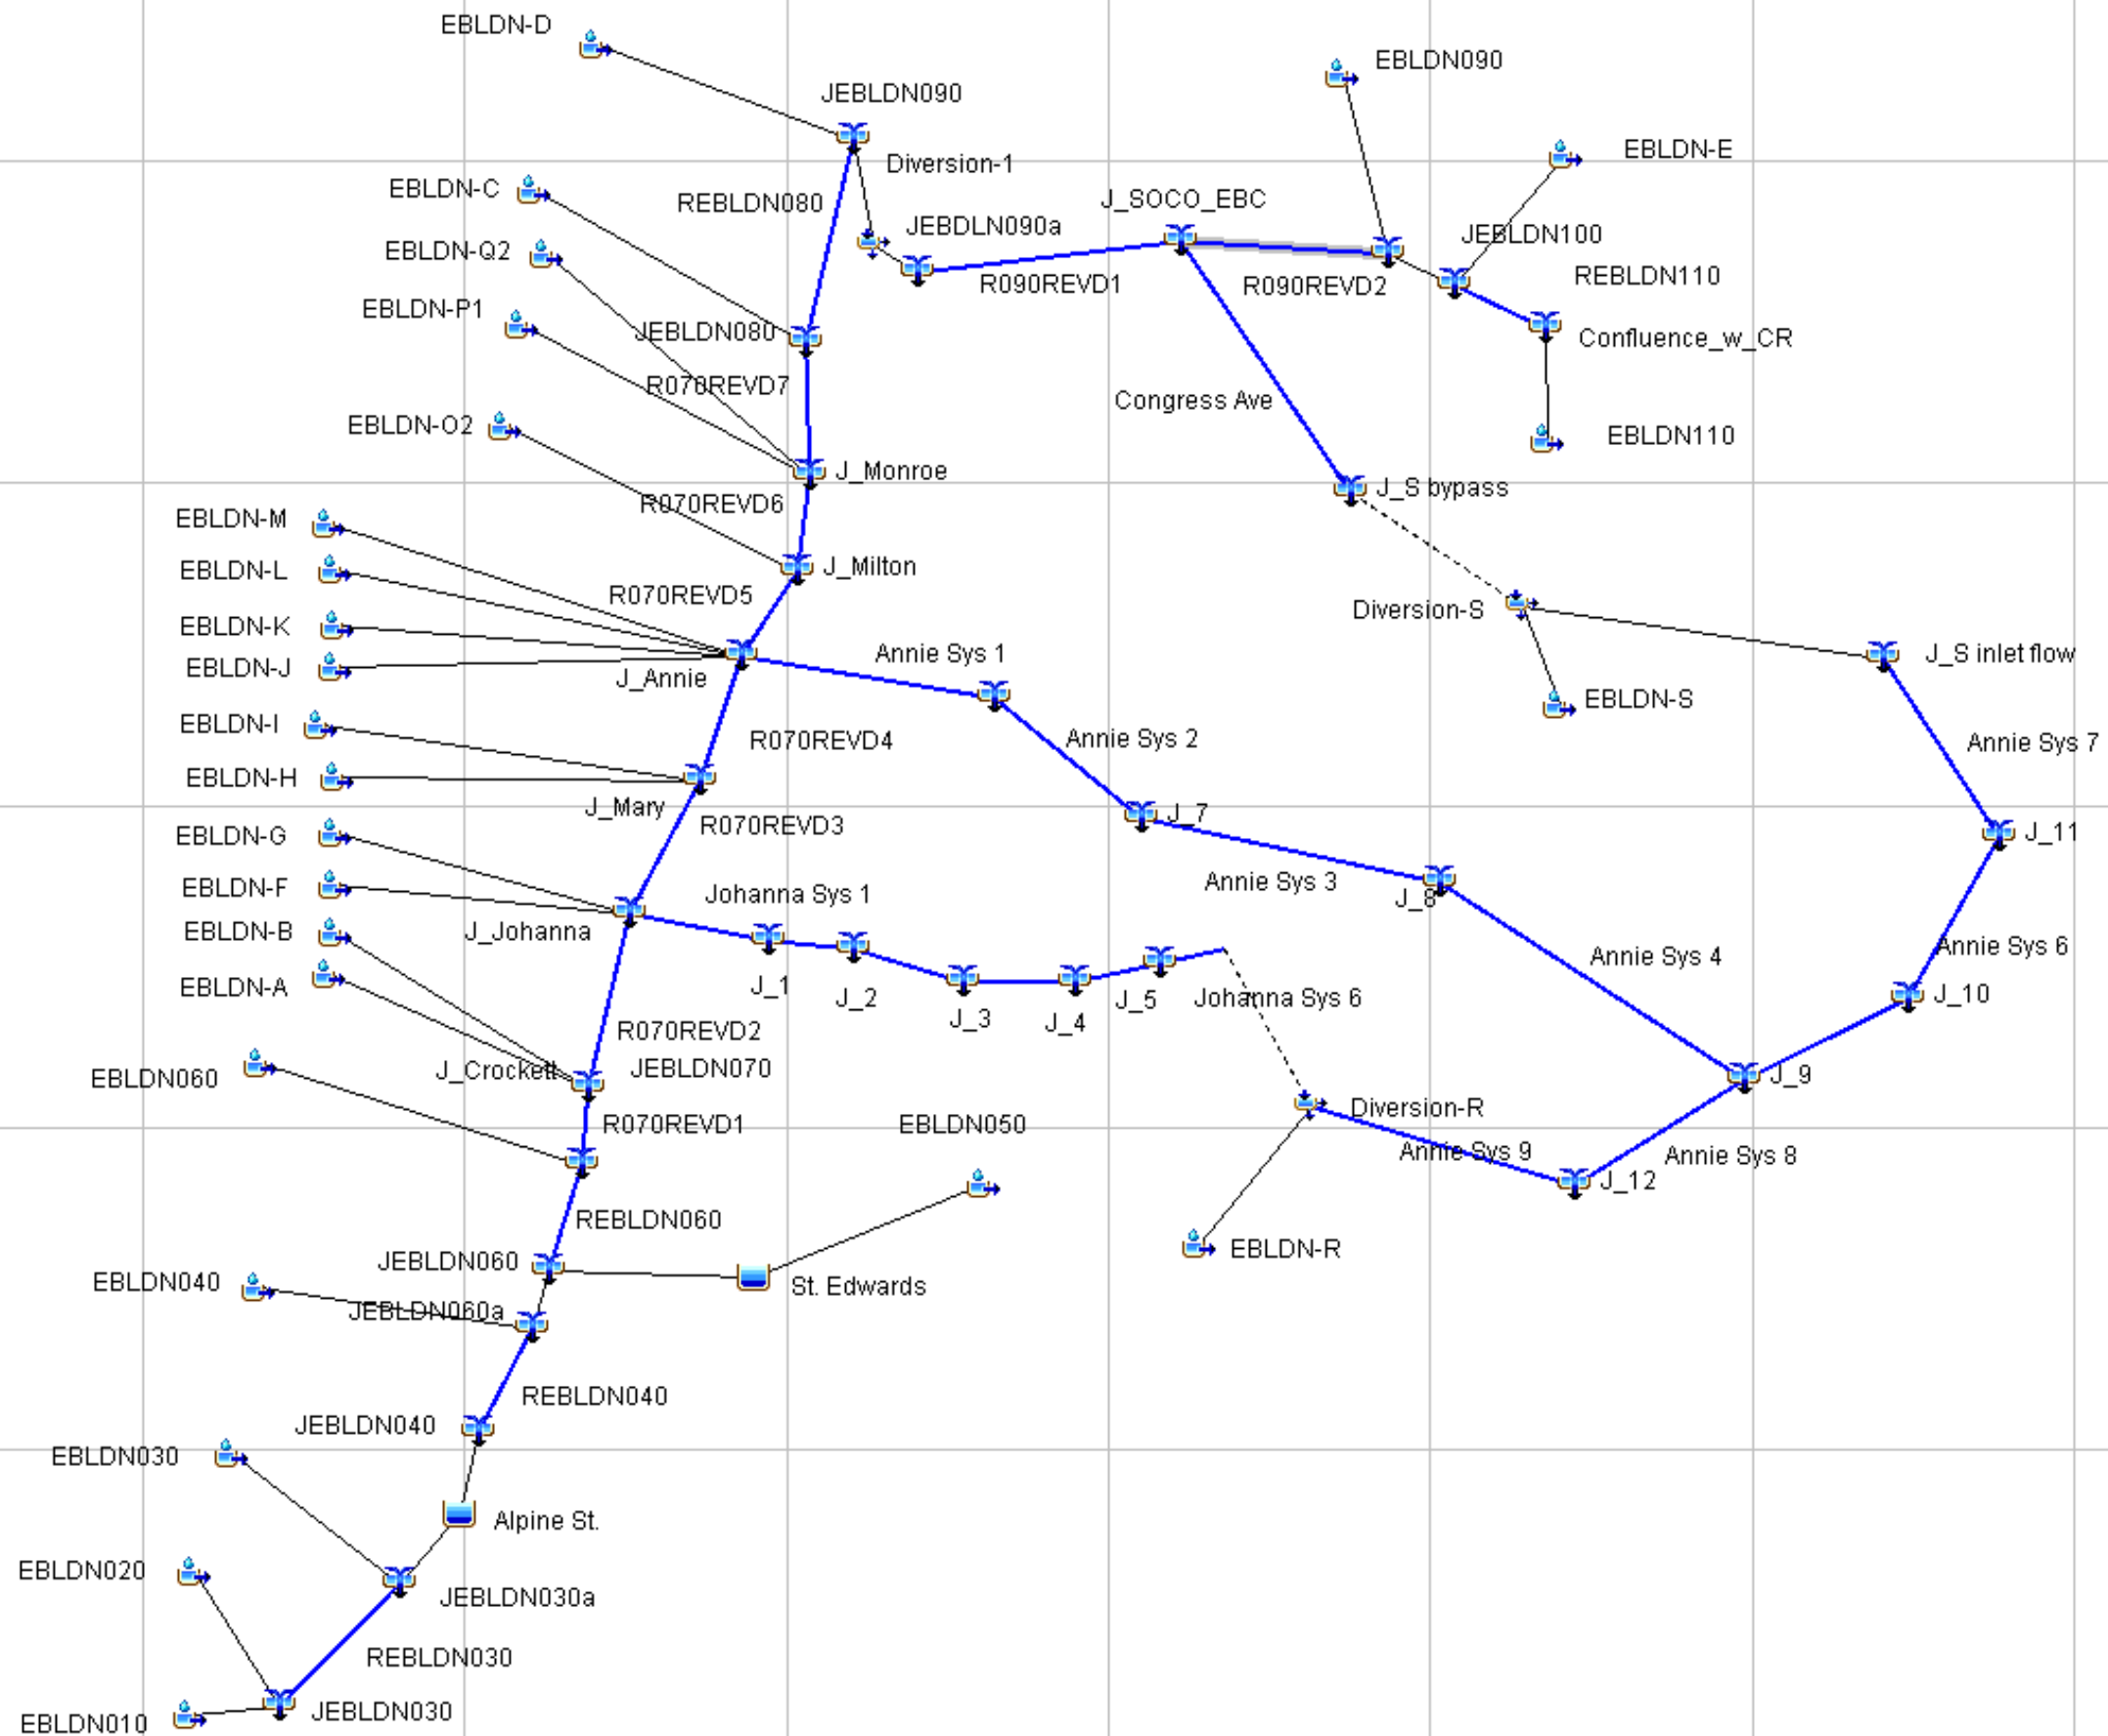 EBLDN-D
EBLDN090
JEBLDN090
EBLDN-E
Diversion-1
EBLDN-C
REBLDN080
J_SOCO_EBC
JEBDLN090a
JEBLDN100
EBLDN-Q2
REBLDN110
R090REVD1
R090REVD2
EBLDN-P1
JEBLDN080
Confluence_w_CR
R070REVD7
Congress Ave
EBLDN-O2
EBLDN110
J_Monroe
J_S bypass
R070REVD6
EBLDN-M
J_Milton
EBLDN-L
R070REVD5
Diversion-S
EBLDN-K
Annie Sys 1
J_S inlet flow
EBLDN-J
J_Annie
EBLDN-S
EBLDN-I
R070REVD4
Annie Sys 2
Annie Sys 7
EBLDN-H
J_Mary
J_7
R070REVD3
J_11
EBLDN-G
Annie Sys 3
EBLDN-F
Johanna Sys 1
J_8
EBLDN-B
J_Johanna
Annie Sys 6
Annie Sys 4
EBLDN-A
J_1
J_2
J_5
Johanna Sys 6
J_10
J_3
J_4
R070REVD2
J_Crockett
JEBLDN070
J_9
EBLDN060
Diversion-R
R070REVD1
EBLDN050
Annie Sys 9
Annie Sys 8
J_12
REBLDN060
EBLDN-R
JEBLDN060
EBLDN040
St. Edwards
JEBLDN060a
REBLDN040
JEBLDN040
EBLDN030
Alpine St.
EBLDN020
JEBLDN030a
REBLDN030
JEBLDN030
EBLDN010